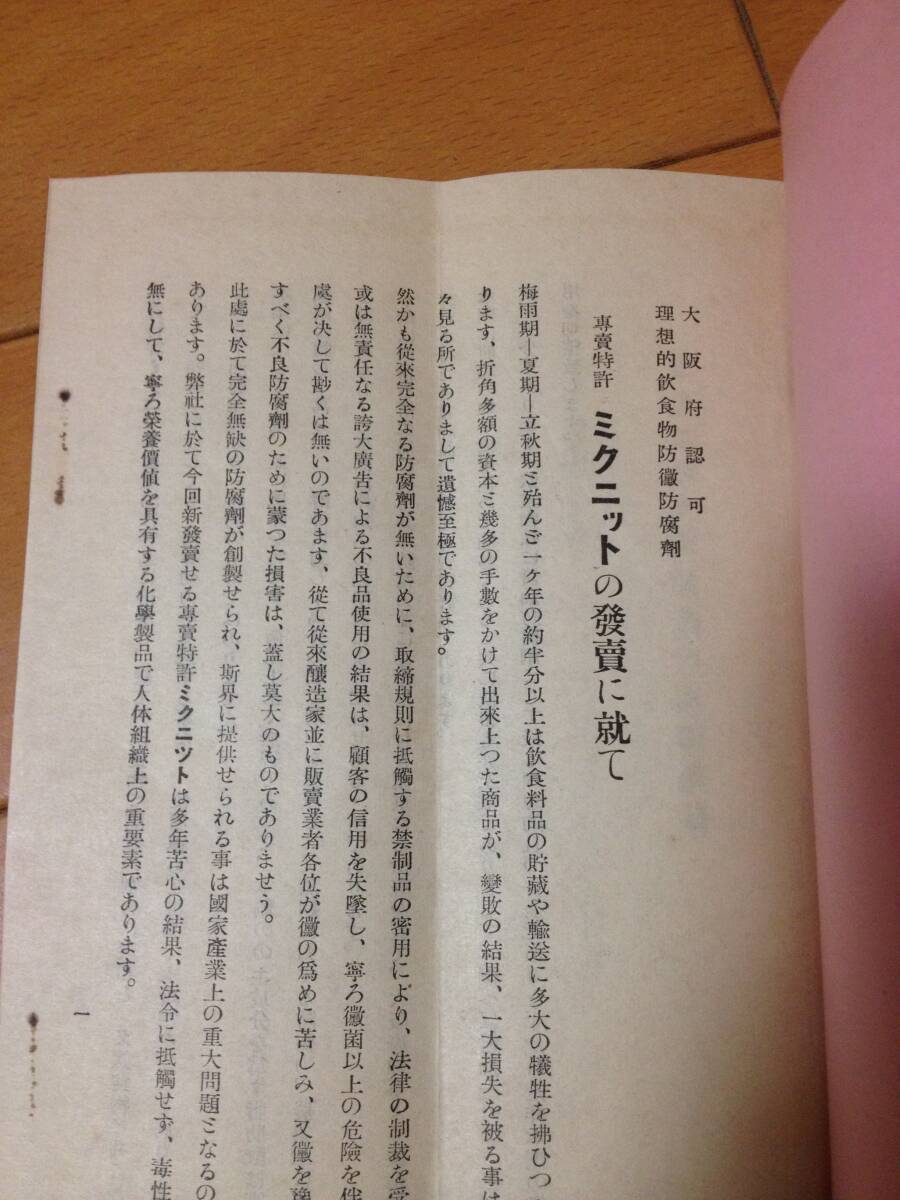 大阪府認可
理想的飲食物防黴防腐劑
專賣特許 ミクニットの發賣に就て
梅雨期―夏期―立秋期ミ殆んど一ヶ年の約半分以上は飲食料品の貯藏や輸送に多大の犠牲を拂ひつ
ります、折角多額の資本ミ幾多の手數をかけて出來上つた商品が、變敗の結果、一大損失を被る事は
々見る所でありまして遺憾至極であります。
然かも從來完全なる防腐劑が無いために、取締規則に抵觸する禁制品の密用により、法律の制裁を受
或は無責任なる誇大廣告による不良品使用の結果は、顧客の信用を失墜し、寧ろ黴菌以上の危險を伴
處が決して尠くは無いのであます、從て從來釀造家並に販賣業者各位が黴の爲めに苦しみ、又黴を豫
すべく不良防腐劑のために蒙つた損害は、蓋し莫大のものでありませう。
此處に於て完全無缺の防腐劑が創製せられ、斯界に提供せられる事は國家產業上の重大問題ミなるの
あります。弊社に於て今回新發賣せる專賣特許ミクニツトは多年苦心の結果、法令に抵觸せず、毒性
無にして、寧ろ榮養價値を具有する化學製品で人体組織上の重要素であります。
一